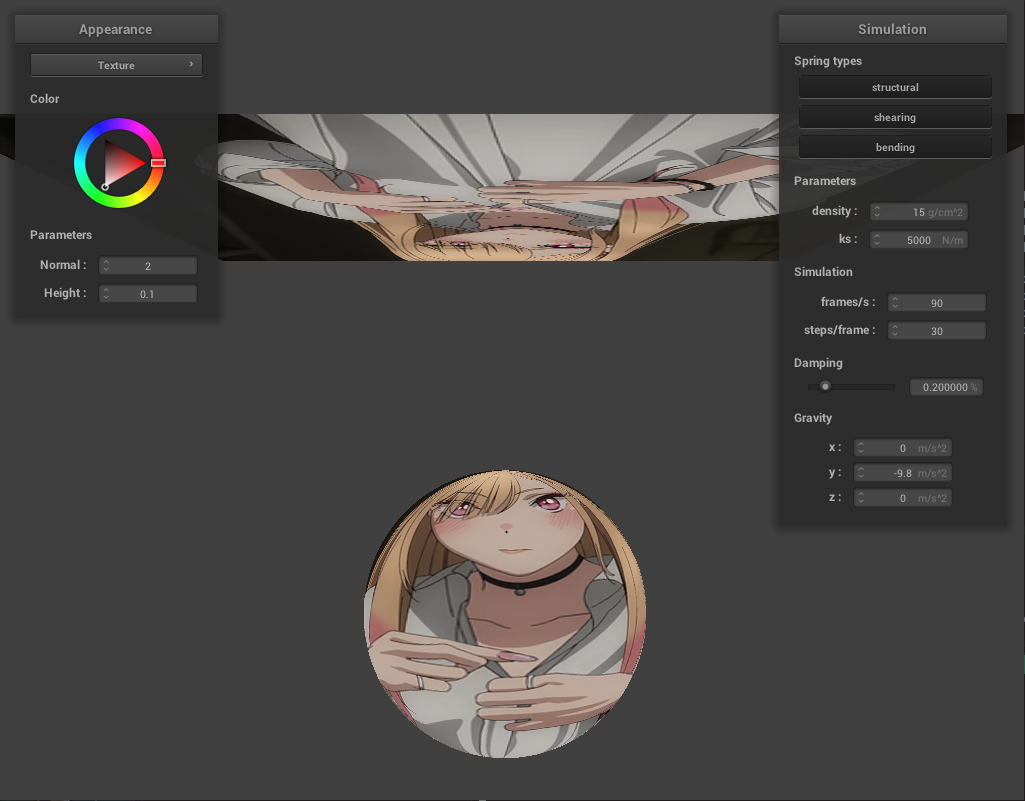 Appearance
Texture
Color
Parameters
Normal : 2
Height : 0.1
Simulation
Spring types
structural
shearing
bending
Parameters
density : 15 g/cm^2
ks : 5000 N/m
Simulation
frames/s : 90
steps/frame : 30
Damping
0.200000 %
Gravity
x : 0 m/s^2
y : -9.8 m/s^2
z : 0 m/s^2